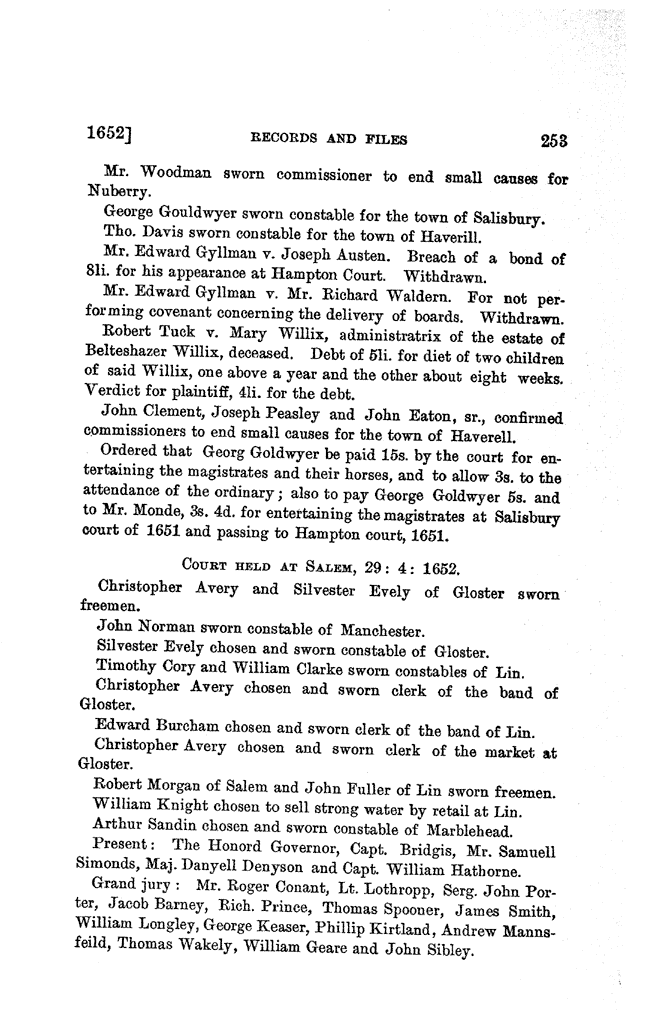 1652] RECORDS AND FILES 253
Mr. Woodman sworn commissioner to end small causes for
Nuberry.
George Gouldwyer sworn constable for the town of Salisbury.
Tho. Davis sworn constable for the town of Haverill.
Mr. Edward Gyllman v. Joseph Austen. Breach of a bond of
8li. for his appearance at Hampton Court. Withdrawn.
Mr. Edward Gyllman v. Mr. Richard Waldern. For not per-
forming covenant concerning the delivery of boards. Withdrawn.
Robert Tuck v. Mary Willix, administratrix of the estate of
Belteshazer Willix, deceased. Debt of 5li. for diet of two children
of said Willix, one above a year and the other about eight weeks.
Verdict for plaintiff, 4li. for the debt.
John Clement, Joseph Peasley and John Eaton, sr., confirmed
commissioners to end small causes for the town of Haverell.
Ordered that Georg Goldwyer be paid 15s. by the court for en-
tertaining the magistrates and their horses, and to allow 3s. to the
attendance of the ordinary; also to pay George Goldwyer 5s. and
to Mr. Monde, 3s. 4d. for entertaining the magistrates at Salisbury
court of 1651 and passing to Hampton court, 1651.
COURT HELD AT SALEM, 29: 4: 1652.
Christopher Avery and Silvester Evely of Gloster sworn
freemen.
John Norman sworn constable of Manchester.
Silvester Evely chosen and sworn constable of Gloster.
Timothy Cory and William Clarke sworn constables of Lin.
Christopher Avery chosen and sworn clerk of the band of
Gloster.
Edward Burcham chosen and sworn clerk of the band of Lin.
Christopher Avery chosen and sworn clerk of the market at
Gloster.
Robert Morgan of Salem and John Fuller of Lin sworn freemen.
William Knight chosen to sell strong water by retail at Lin.
Arthur Sandin chosen and sworn constable of Marblehead.
Present: The Honord Governor, Capt. Bridgis, Mr. Samuell
Simonds, Maj. Danyell Denyson and Capt. William Hathorne.
Grand jury: Mr. Roger Conant, Lt. Lothropp, Serg. John Por-
ter, Jacob Barney, Rich. Prince, Thomas Spooner, James Smith,
William Longley, George Keaser, Phillip Kirtland, Andrew Manns-
feild, Thomas Wakely, William Geare and John Sibley.